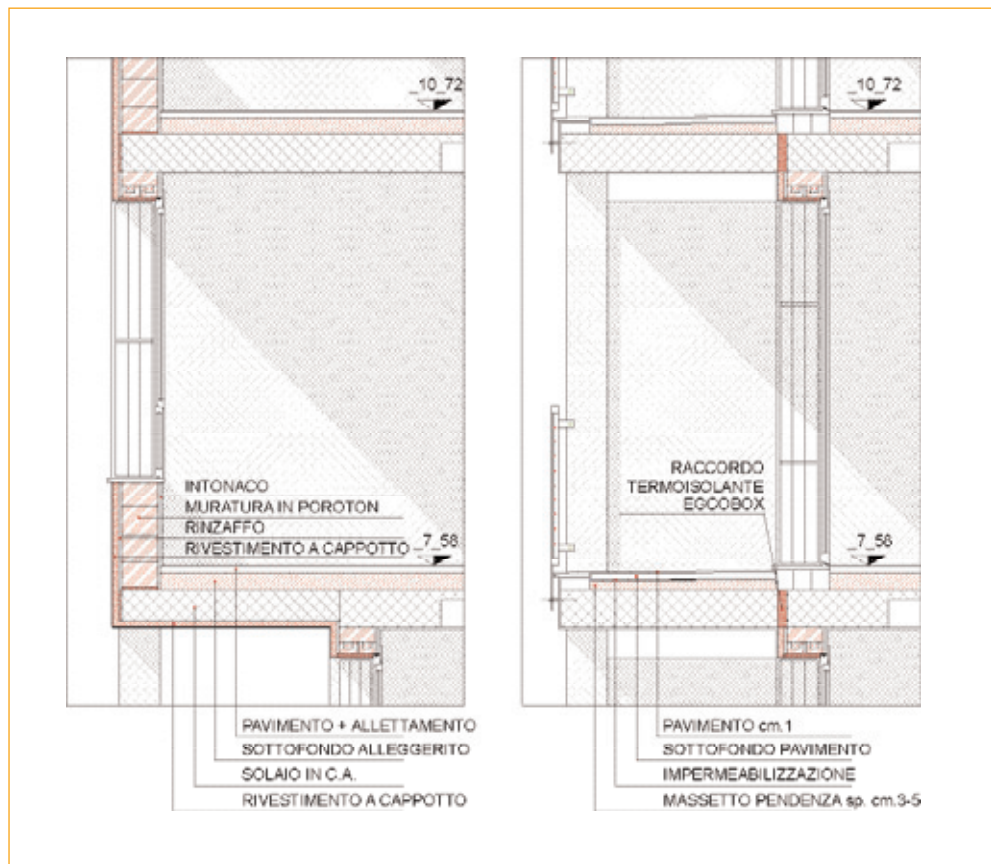 _10_72
INTONACO
MURATURA IN POROTON
RINZAFFO
RIVESTIMENTO A CAPPOTTO
_7_58
PAVIMENTO + ALLETTAMENTO
SOTTOFONDO ALLEGGERITO
SOLAIO IN C.A.
RIVESTIMENTO A CAPPOTTO
_10_72
RACCORDO
TERMOISOLANTE
EGCOBOX
_7_58
PAVIMENTO cm.1
SOTTOFONDO PAVIMENTO
IMPERMEABILIZZAZIONE
MASSETTO PENDENZA sp. cm.3-5